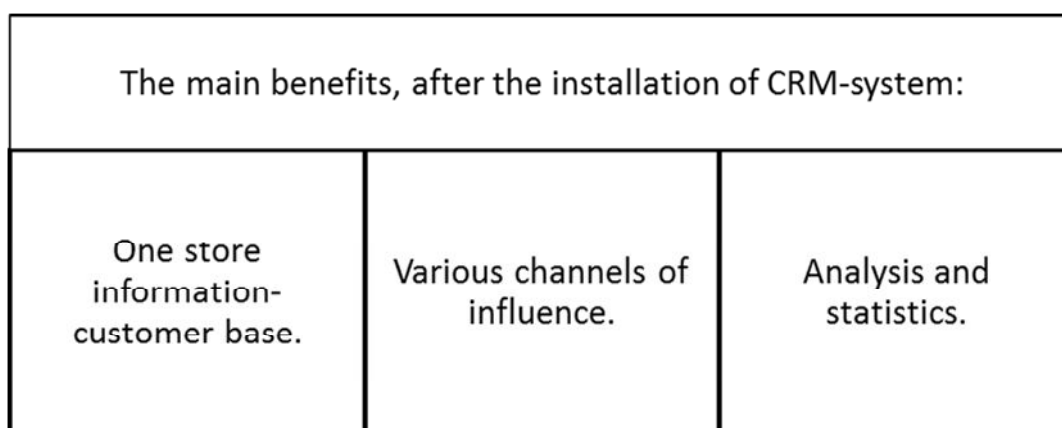 The main benefits, after the installation of CRM-system:
One store
information-
customer base.
Various channels of
influence.
Analysis and
statistics.